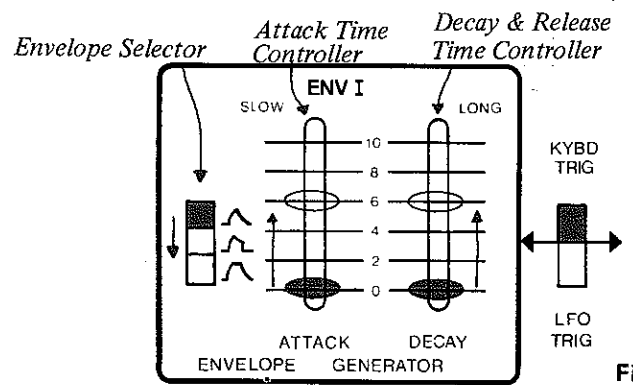 Envelope Selector
Attack Time
Controller
Decay & Release
Time Controller
ENV I
SLOW
LONG
10
8
6
4
2
0
ATTACK
DECAY
ENVELOPE GENERATOR
KYBD
TRIG
LFO
TRIG